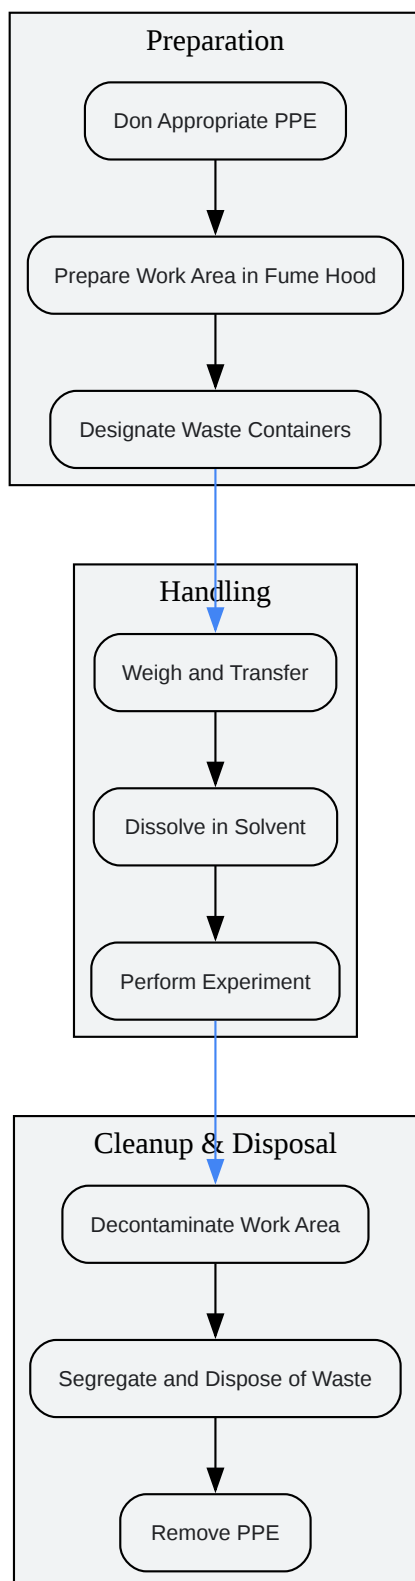 Preparation
Don Appropriate PPE
Prepare Work Area in Fume Hood
Designate Waste Containers
Handling
Weigh and Transfer
Dissolve in Solvent
Perform Experiment
Cleanup & Disposal
Decontaminate Work Area
Segregate and Dispose of Waste
Remove PPE